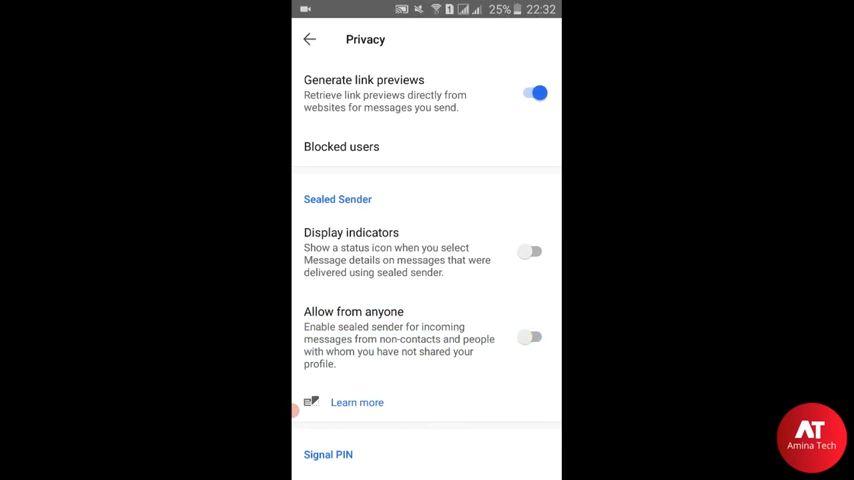 25% 22:32
Privacy
Generate link previews
Retrieve link previews directly from
websites for messages you send.
Blocked users
Sealed Sender
Display indicators
Show a status icon when you select
Message details on messages that were
delivered using sealed sender.
Allow from anyone
Enable sealed sender for incoming
messages from non-contacts and people
with whom you have not shared your
profile.
Learn more
Signal PIN
AT
Amina Tech